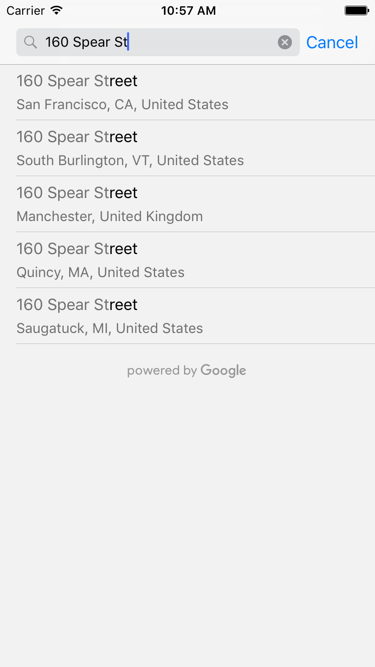 Carrier 10:57 AM
160 Spear St Cancel
160 Spear Street
San Francisco, CA, United States
160 Spear Street
South Burlington, VT, United States
160 Spear Street
Manchester, United Kingdom
160 Spear Street
Quincy, MA, United States
160 Spear Street
Saugatuck, MI, United States
powered by Google